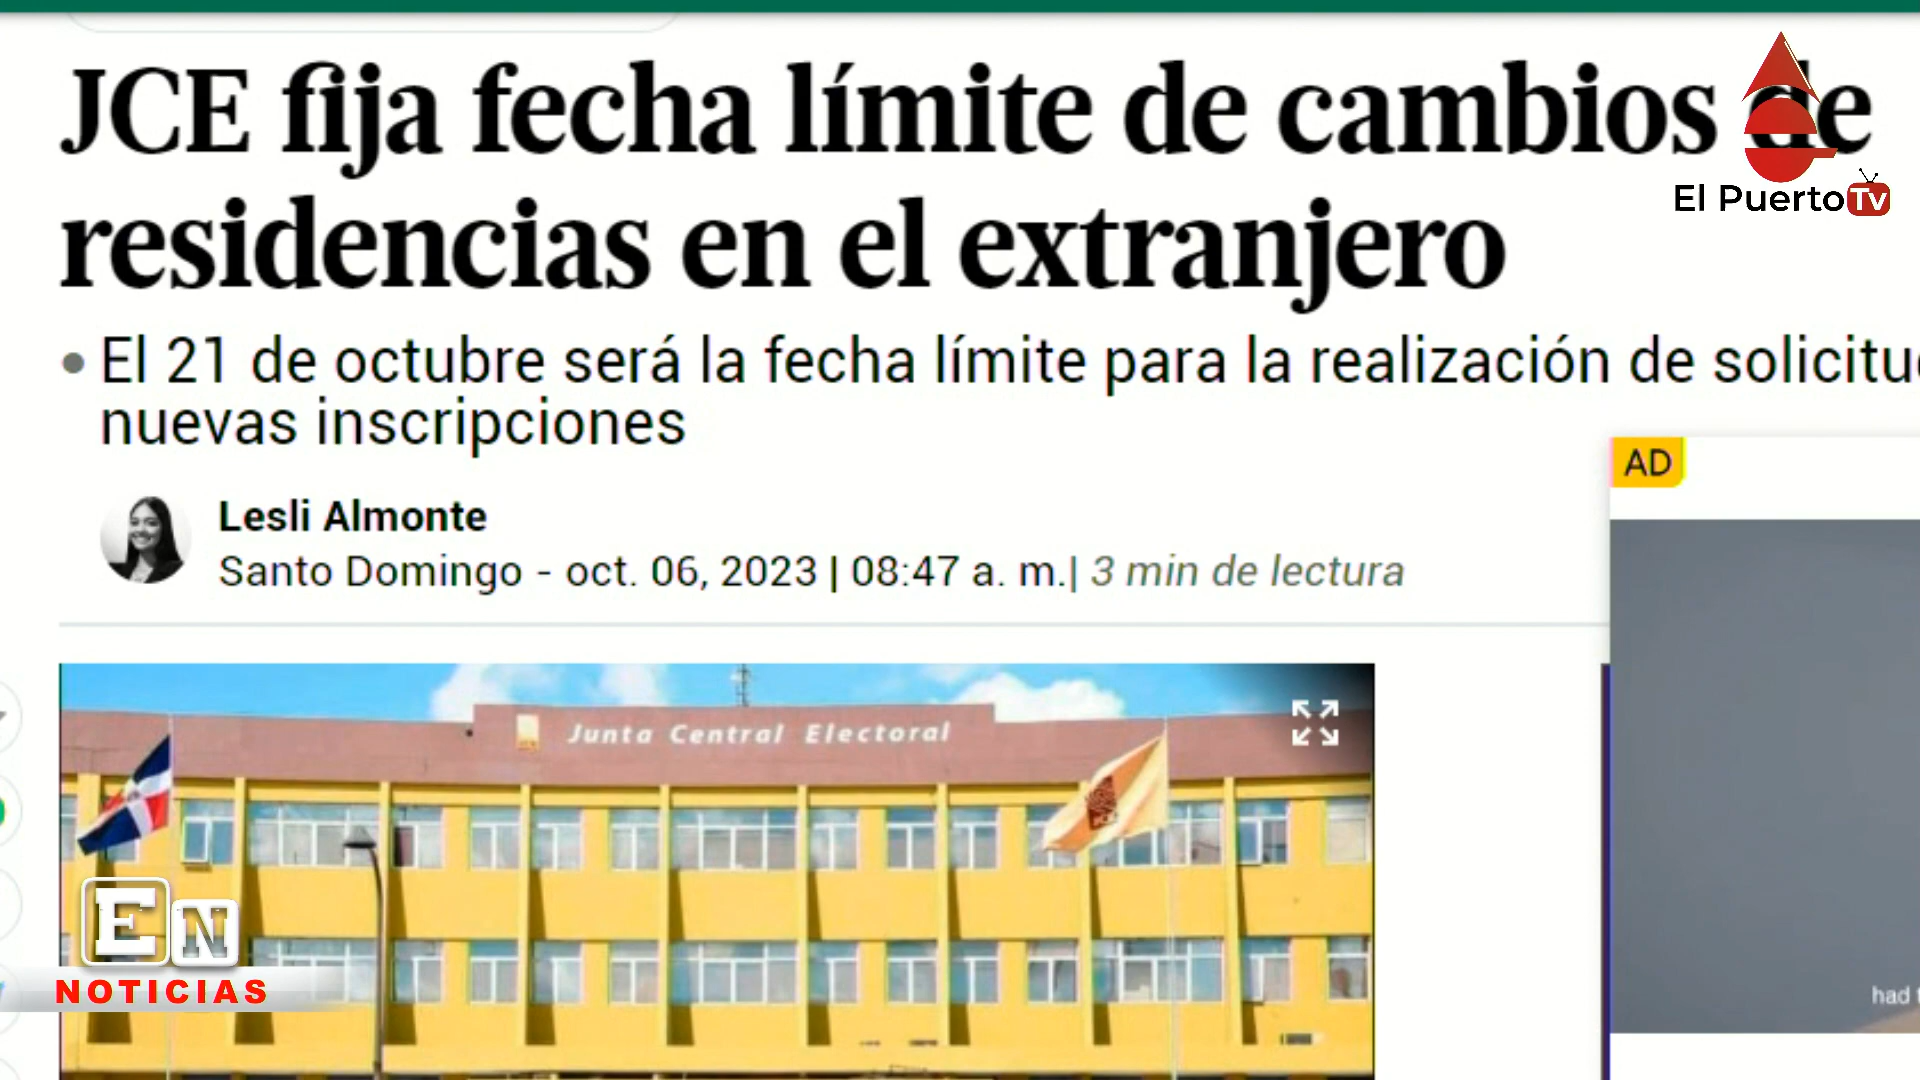 JCE fija fecha límite de cambios de
residencias en el extranjero
El Puerto Tv
• El 21 de octubre será la fecha límite para la realización de
nuevas inscripciones
AD
Lesli Almonte
Santo Domingo - oct. 06, 2023 | 08:47 a. m.| 3 min de lectura
Junta Central Electoral
EN
NOTICIAS
had